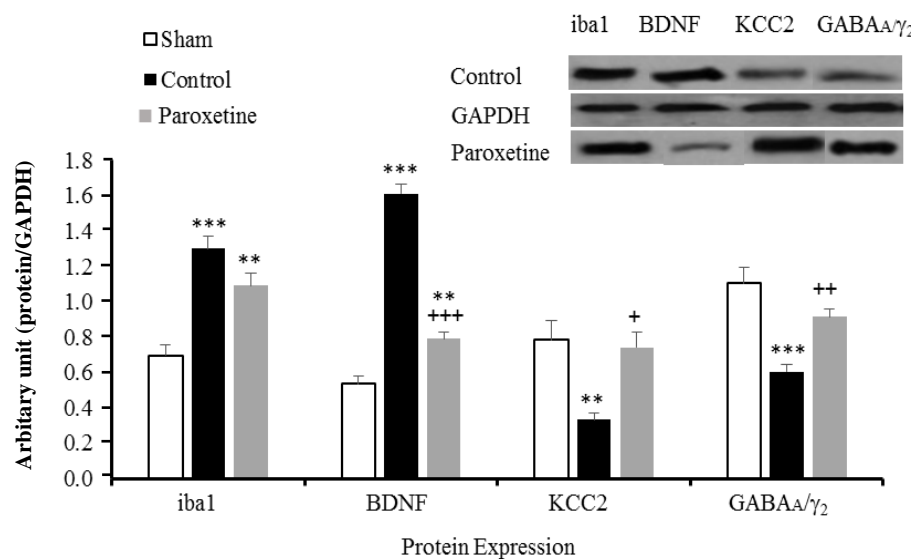 Sham
Control
Paroxetine
iba1 BDNF KCC2 GABAA/γ2
Control
GAPDH
Paroxetine
Arbitary unit (protein/GAPDH)
1.8
1.6
1.4
1.2
1.0
0.8
0.6
0.4
0.2
0.0
***
**
***
**
+++
**
+
***
++
iba1 BDNF KCC2 GABAA/γ2
Protein Expression